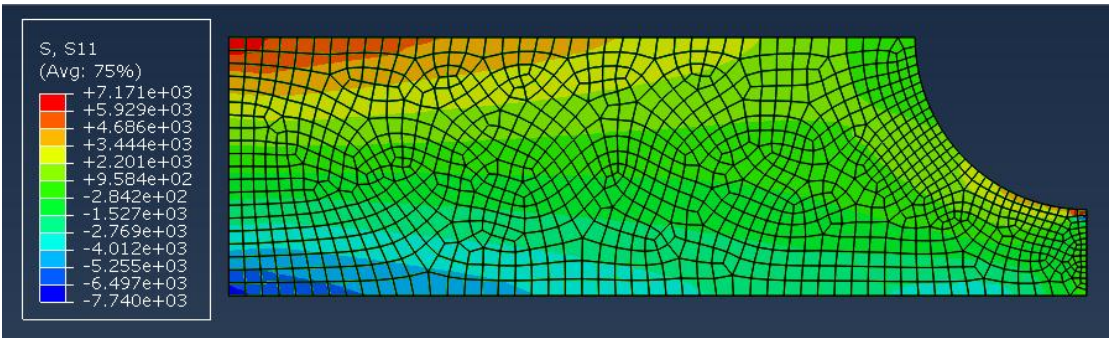 S, S11
(Avg: 75%)
+7.171e+03
+5.929e+03
+4.686e+03
+3.444e+03
+2.201e+03
+9.584e+02
-2.842e+02
-1.527e+03
-2.769e+03
-4.012e+03
-5.255e+03
-6.497e+03
-7.740e+03